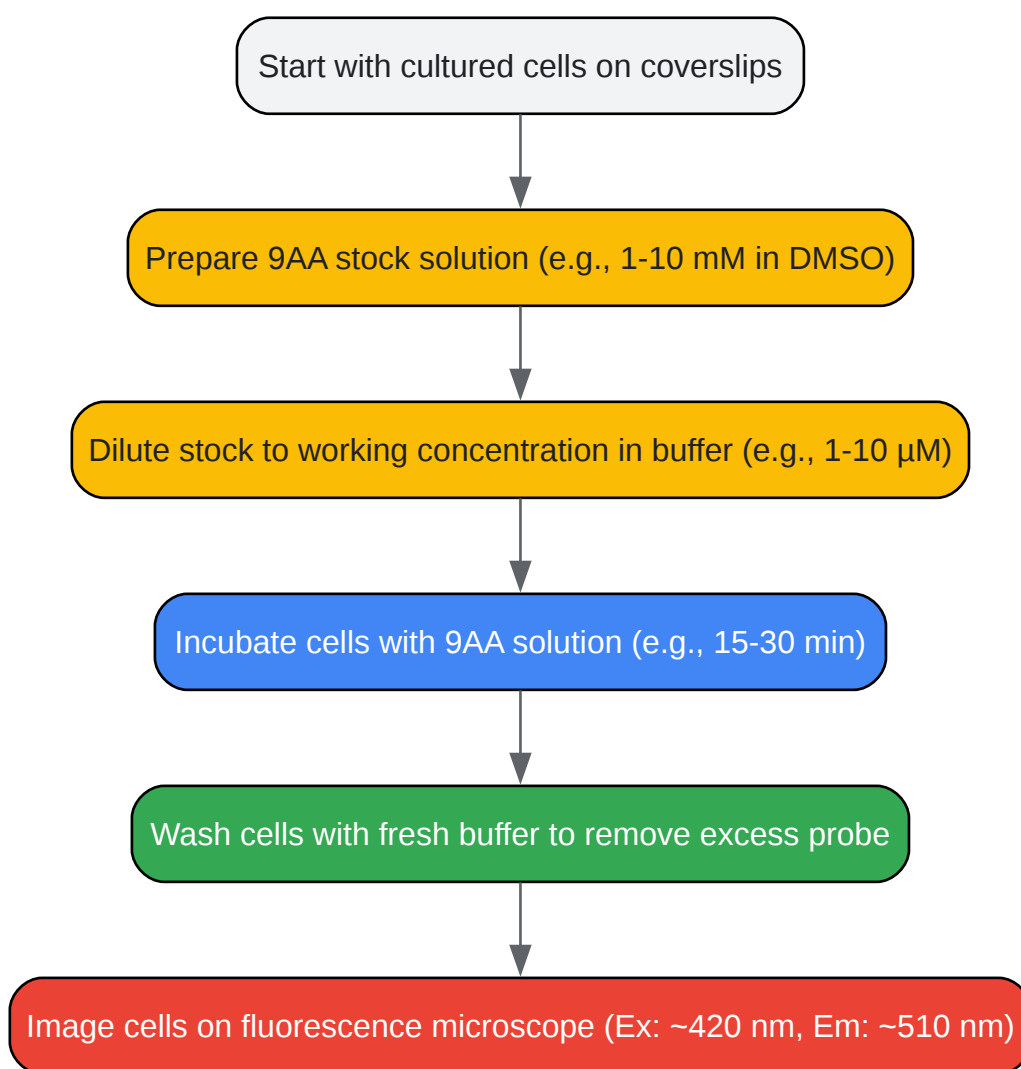 Start with cultured cells on coverslips
Prepare 9AA stock solution (e.g., 1-10 mM in DMSO)
Dilute stock to working concentration in buffer (e.g., 1-10 µM)
Incubate cells with 9AA solution (e.g., 15-30 min)
Wash cells with fresh buffer to remove excess probe
Image cells on fluorescence microscope (Ex: ~420 nm, Em: ~510 nm)